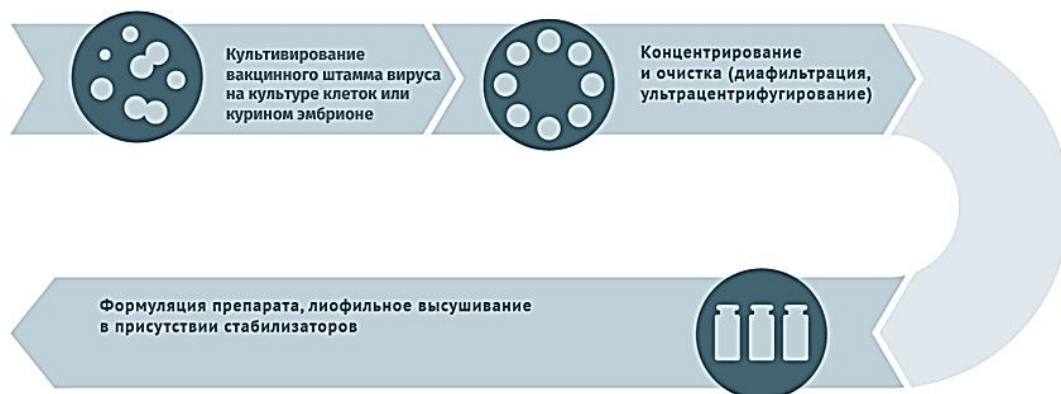 Культивирование
вакцинного штамма вируса
на культуре клеток или
курином эмбрионе
Концентрирование
и очистка (диафильтрация,
ультрацентрифугирование)
Формуляция препарата, лиофильное высушивание
в присутствии стабилизаторов